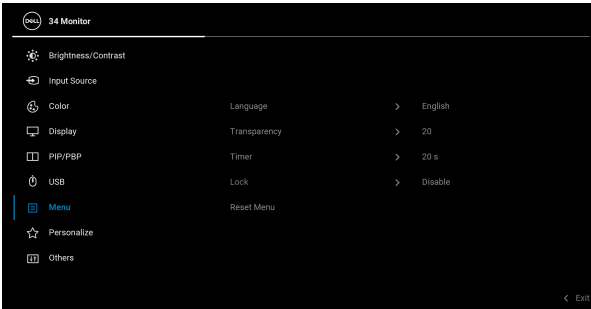 DELL 34 Monitor
Brightness/Contrast
Input Source
Color Language English
Display Transparency 20
PIP/PBP Timer 20 s
USB Lock Disable
Menu Reset Menu
Personalize
Others
Exit